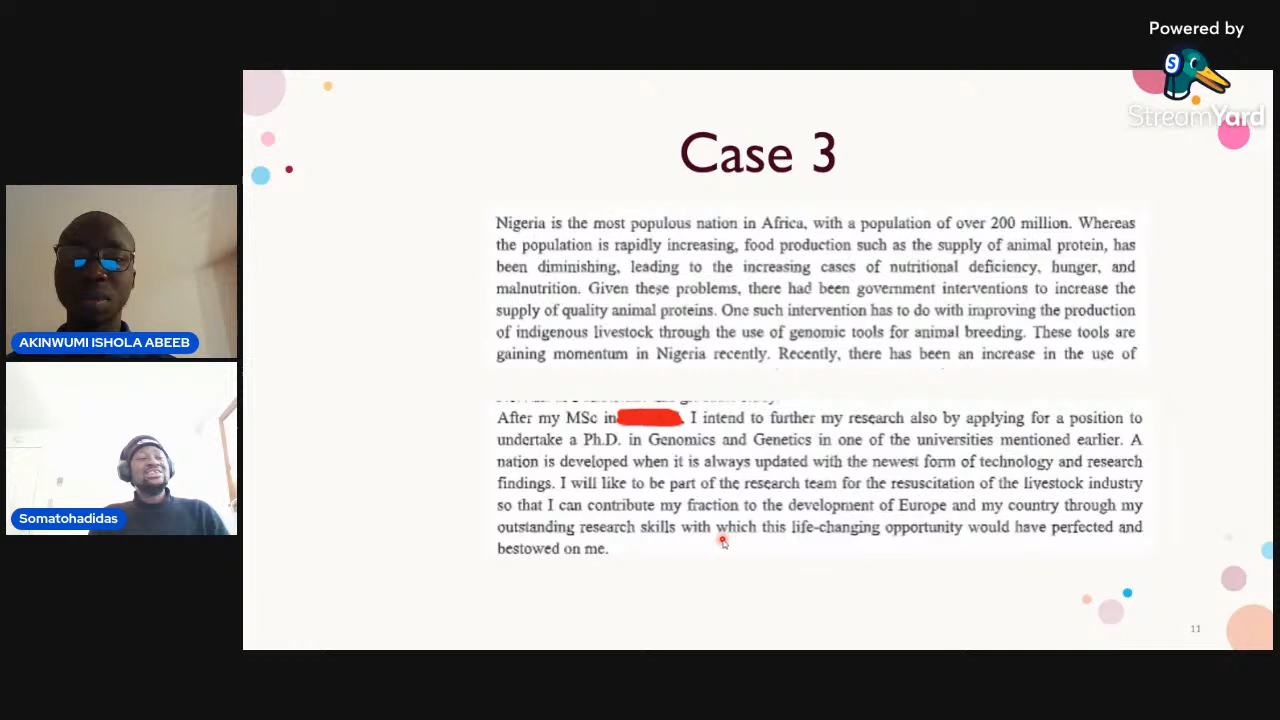 Powered by
StreamYard
Case 3
Nigeria is the most populous nation in Africa, with a population of over 200 million. Whereas
the population is rapidly increasing, food production such as the supply of animal protein, has
been diminishing, leading to the increasing cases of nutritional deficiency, hunger, and
malnutrition. Given these problems, there had been government interventions to increase the
supply of quality animal proteins. One such intervention has to do with improving the production
of indigenous livestock through the use of genomic tools for animal breeding. These tools are
gaining momentum in Nigeria recently. Recently, there has been an increase in the use of
After my MSc in I intend to further my research also by applying for a position to
undertake a Ph.D. in Genomics and Genetics in one of the universities mentioned earlier. A
nation is developed when it is always updated with the newest form of technology and research
findings. I will like to be part of the research team for the resuscitation of the livestock industry
so that I can contribute my fraction to the development of Europe and my country through my
outstanding research skills with which this life-changing opportunity would have perfected and
bestowed on me.
11
AKINWUMI ISHOLA ABEEB
Somatohadidas